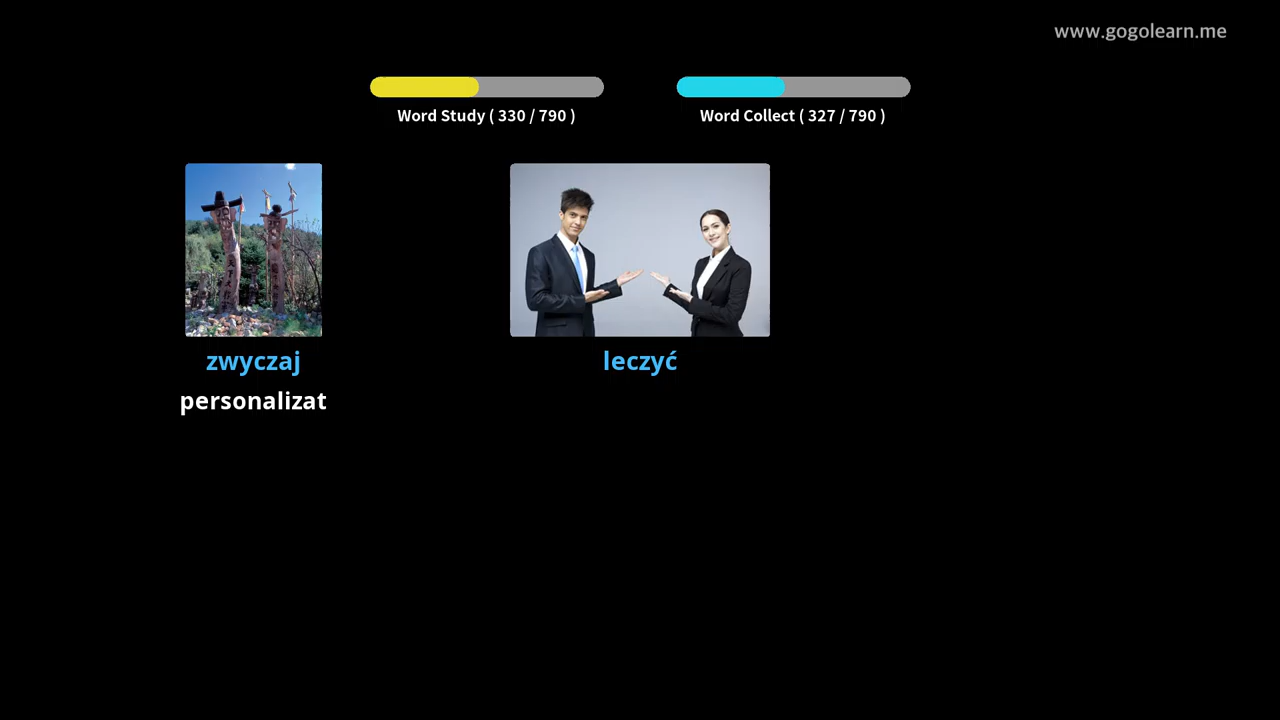 www.gogolearn.me
Word Study ( 330 / 790 )
Word Collect ( 327 / 790 )
zwyczaj
leczyć
personalizat